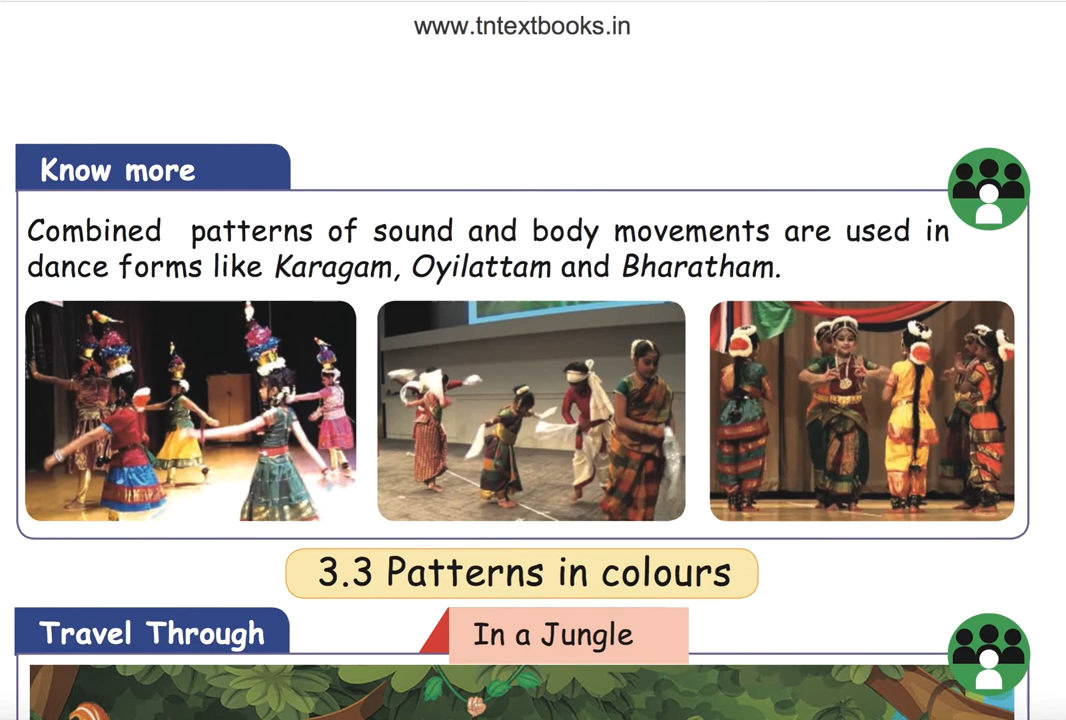 www.tntextbooks.in
Know more
Combined patterns of sound and body movements are used in
dance forms like Karagam, Oyilattam and Bharatham.
3.3 Patterns in colours
Travel Through
In a Jungle